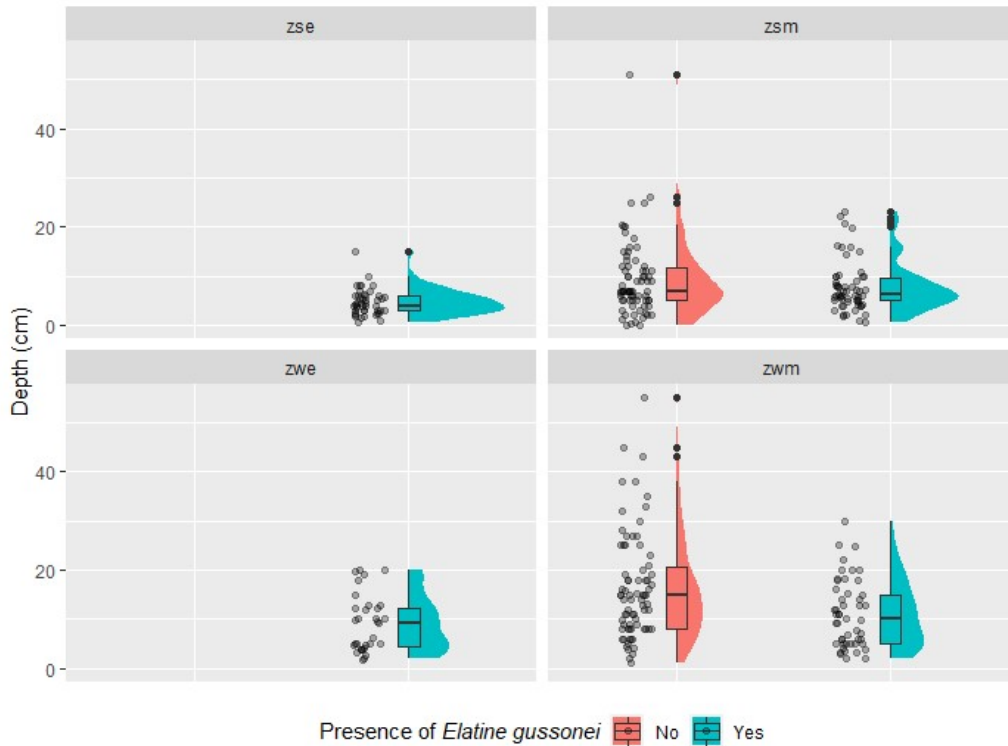 zse
zsm
40
20
0
Depth (cm)
zwe
zwm
40
20
0
Presence of Elatine gussonei No Yes